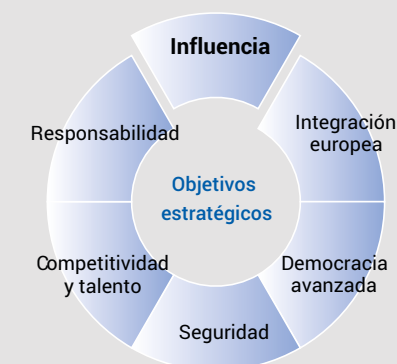 Influencia
Integración
europea
Democracia
avanzada
Seguridad
Competitividad
y talento
Responsabilidad
Objetivos
estratégicos